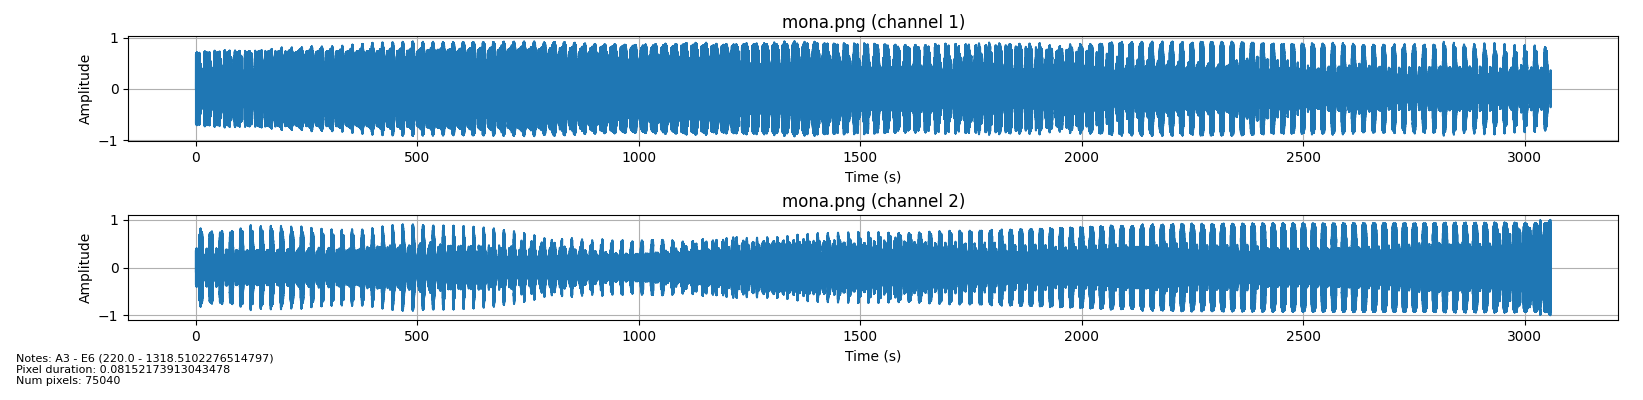 mona.png (channel 1)
1
0
−1
Amplitude
0 500 1000 1500 2000 2500 3000
Time (s)
mona.png (channel 2)
1
0
−1
Amplitude
0 500 1000 1500 2000 2500 3000
Time (s)
Notes: A3 - E6 (220.0 - 1318.5102276514797)
Pixel duration: 0.08152173913043478
Num pixels: 75040